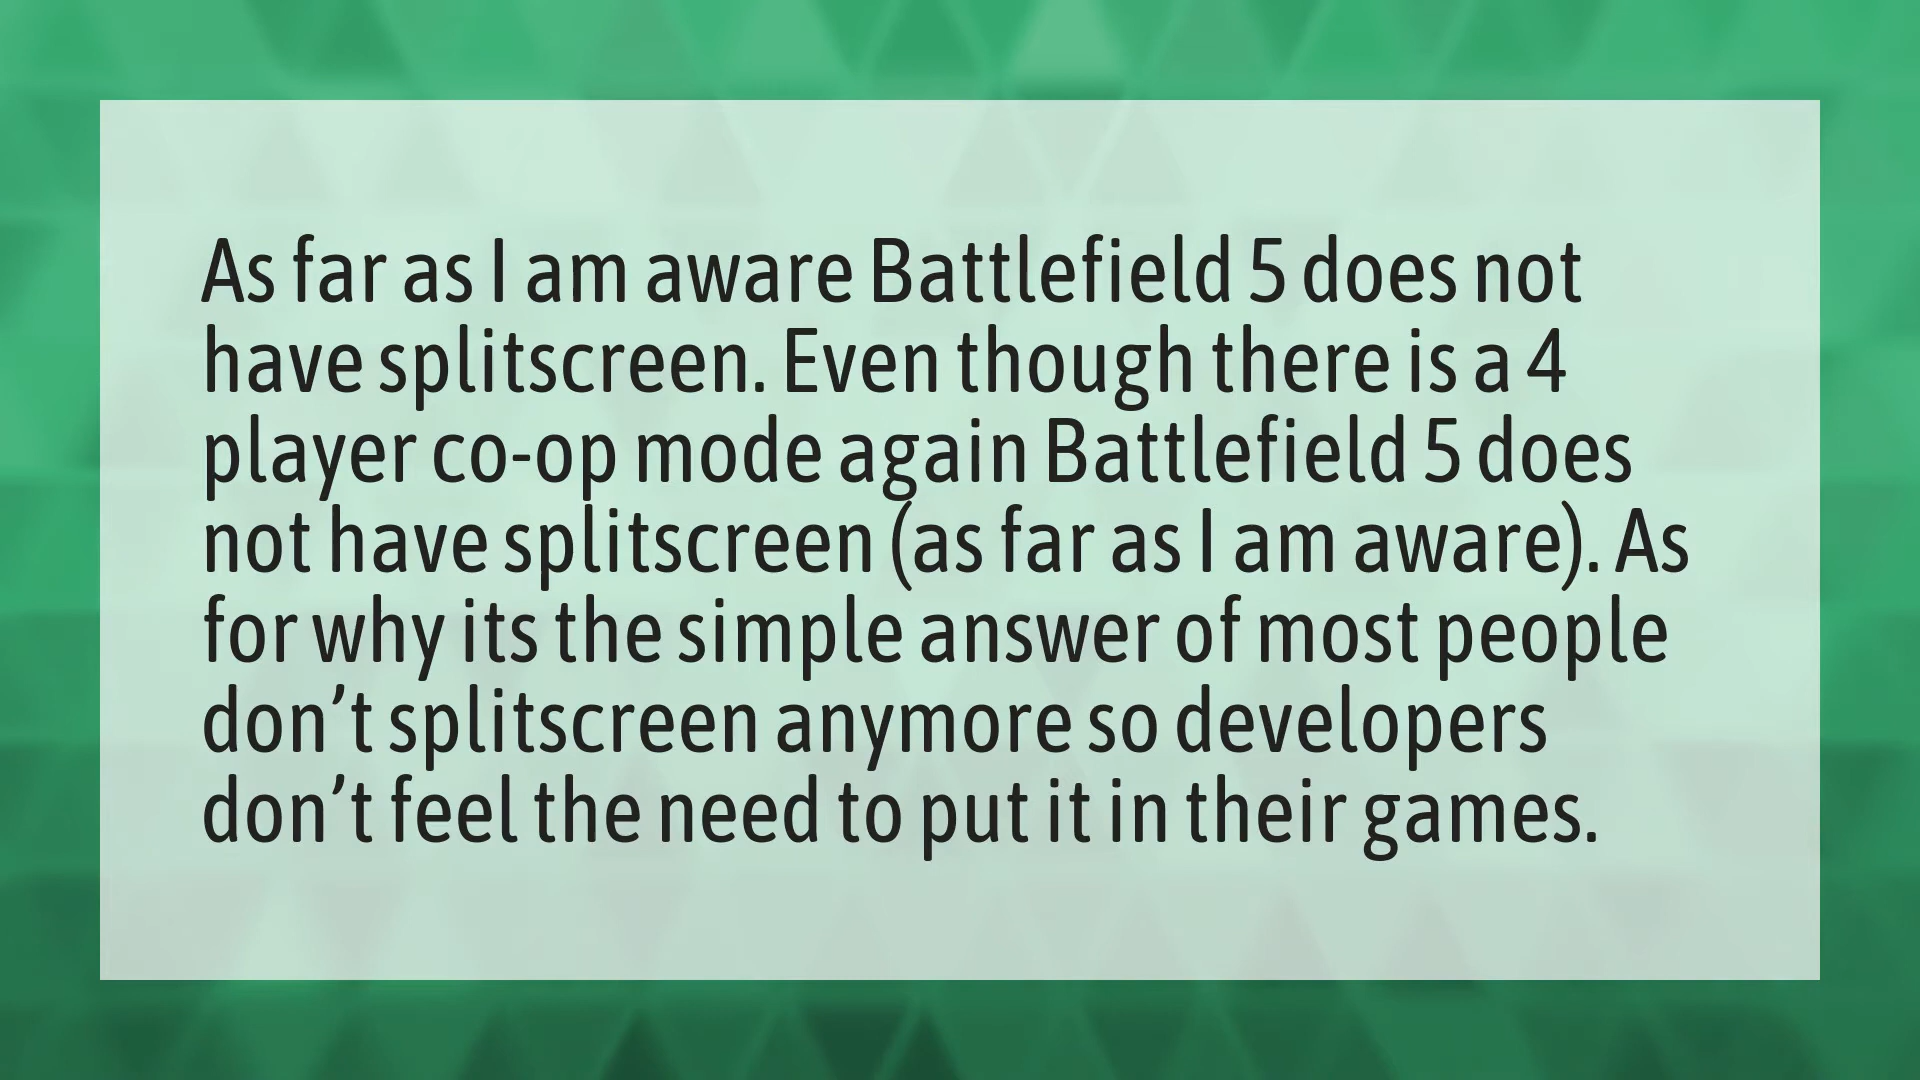 As far as I am aware Battlefield 5 does not
have splitscreen. Even though there is a 4
player co-op mode again Battlefield 5 does
not have splitscreen (as far as I am aware). As
for why its the simple answer of most people
don’t splitscreen anymore so developers
don’t feel the need to put it in their games.